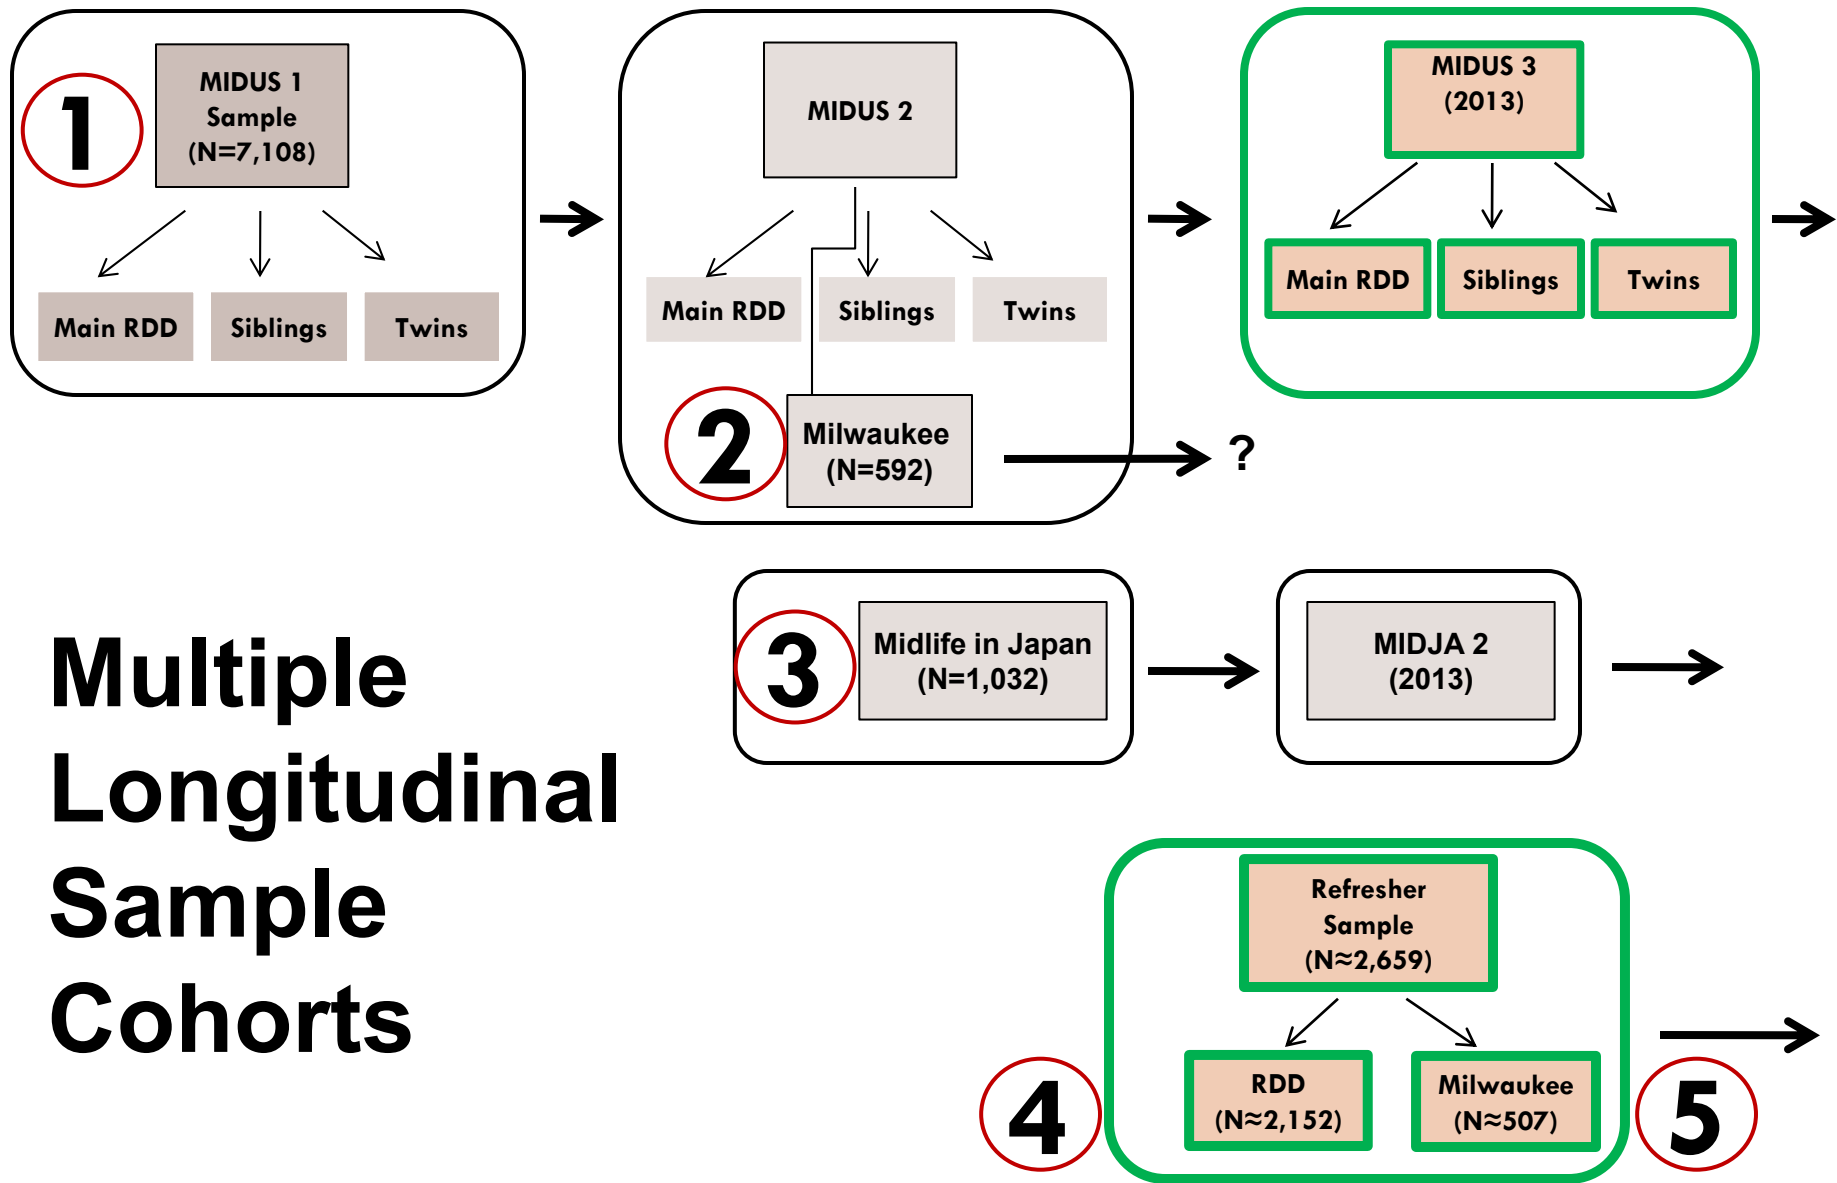 1
MIDUS 1
Sample
(N=7,108)
Main RDD
Siblings
Twins
MIDUS 2
Main RDD
Siblings
Twins
2
Milwaukee
(N=592)
?
MIDUS 3
(2013)
Main RDD
Siblings
Twins
3
Midlife in Japan
(N=1,032)
MIDJA 2
(2013)
Multiple
Longitudinal
Sample
Cohorts
Refresher
Sample
(N≈2,659)
4
RDD
(N≈2,152)
Milwaukee
(N≈507)
5